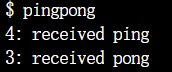 $ pingpong
4: received ping
3: received pong